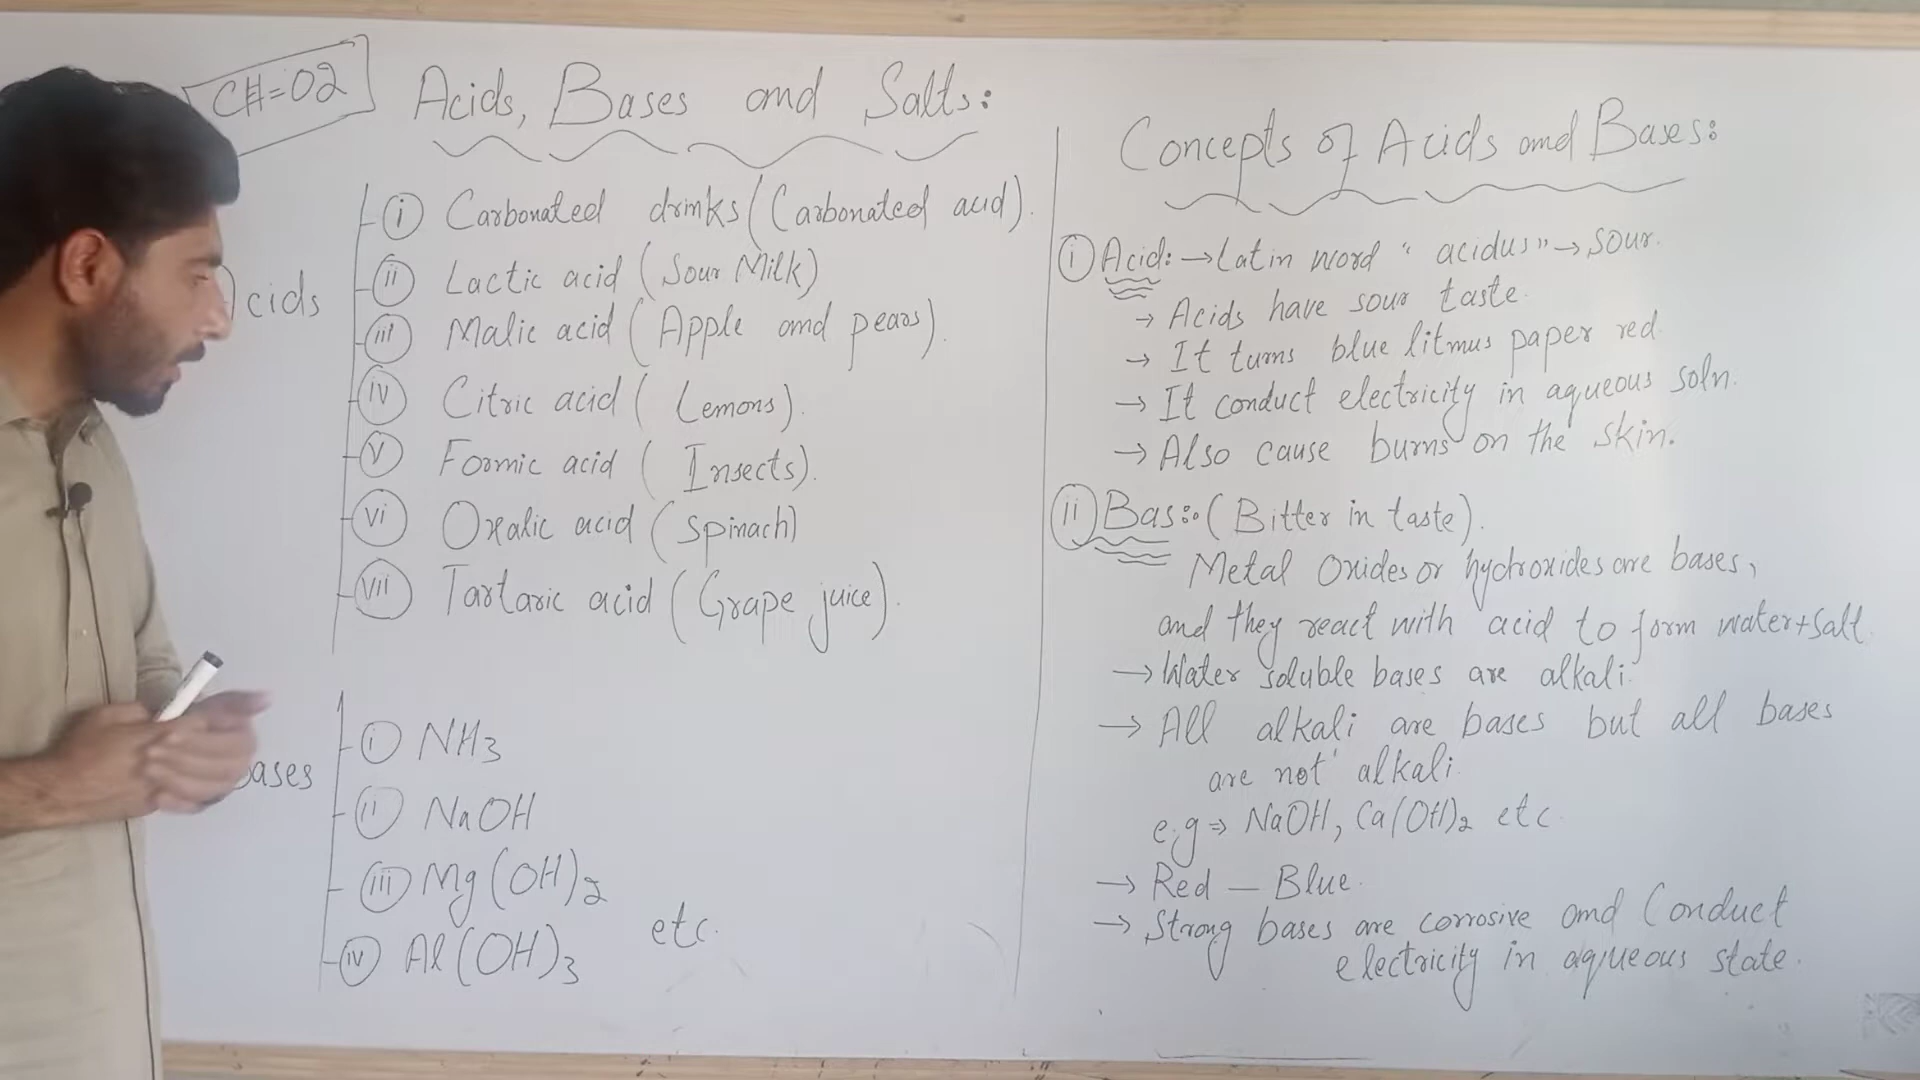 CH=02
Acids, Bases and Salts:
cids
i Carbonated drinks (Carbonated acid).
ii Lactic acid (Sour Milk)
iii Malic acid (Apple and pears).
iv Citric acid (Lemons).
v Formic acid (Insects).
vi Oxalic acid (Spinach)
vii Tartaric acid (Grape juice).
ases
i NH3
ii NaOH
iii Mg(OH)2
iv Al(OH)3 etc.
Concepts of Acids and Bases:
i Acid: → Latin word "acidus" → sour.
→ Acids have sour taste.
→ It turns blue litmus paper red
→ It conduct electricity in aqueous soln.
→ Also cause burns on the skin.
ii Bas: (Bitter in taste).
Metal Oxides or hydroxides are bases,
and they react with acid to form water+salt
→ Water soluble bases are alkali.
→ All alkali are bases but all bases
are not alkali.
e.g ⇒ NaOH, Ca(OH)2 etc
→ Red – Blue.
→ Strong bases are corrosive and Conduct
electricity in aqueous state.